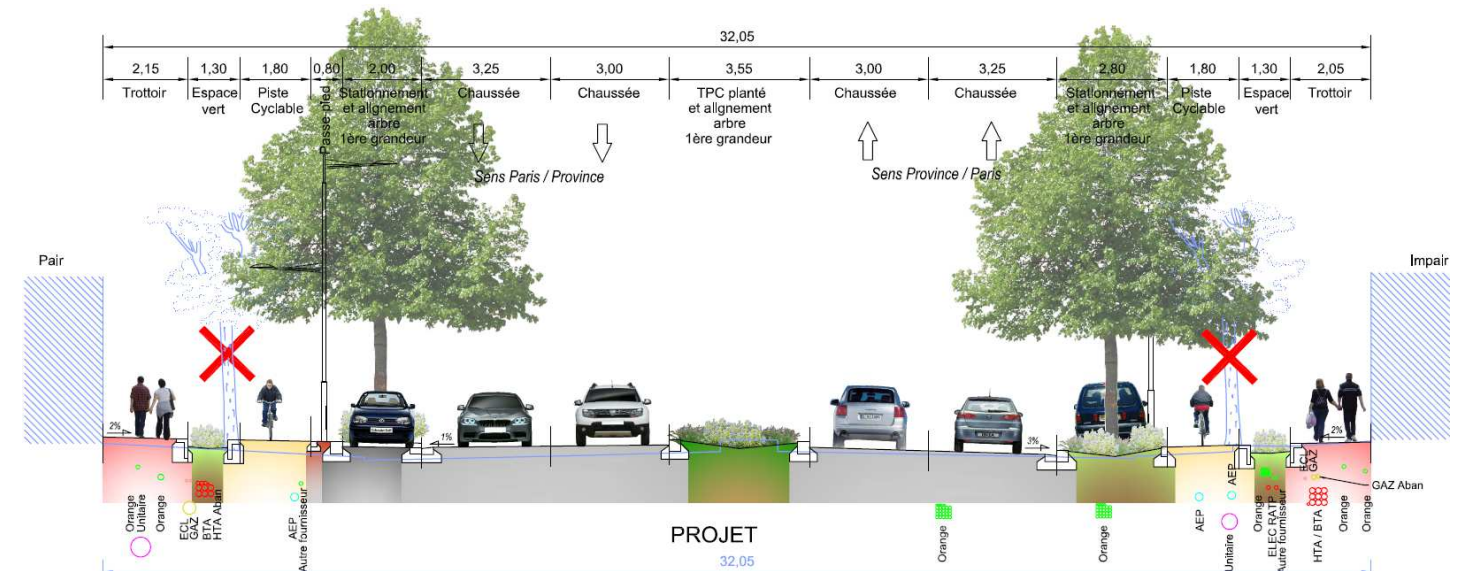 32,05
2,15
1,30
1,80
0,80
2,00
3,25
3,00
3,55
3,00
3,25
2,80
1,80
1,30
2,05
Trottoir
Espace
vert
Piste
Cyclable
Passe-pied
Stationnement
et alignement
arbre
1ère grandeur
Chaussée
Chaussée
TPC planté
et alignement
arbre
1ère grandeur
Chaussée
Chaussée
Stationnement
et alignement
arbre
1ère grandeur
Piste
Cyclable
Espace
vert
Trottoir
Sens Paris / Province
Sens Province / Paris
Pair
Impair
2%
1%
3%
2%
Orange
Unitaire
Orange
ECL
GAZ
BTA
HTA Aban
AEP
Autre fournisseur
Orange
Orange
AEP
Unitaire
AEP
Orange
ELEC RATP
Autre fournisseur
ECL
GAZ
HTA / BTA
Orange
Orange
GAZ Aban
PROJET
32,05